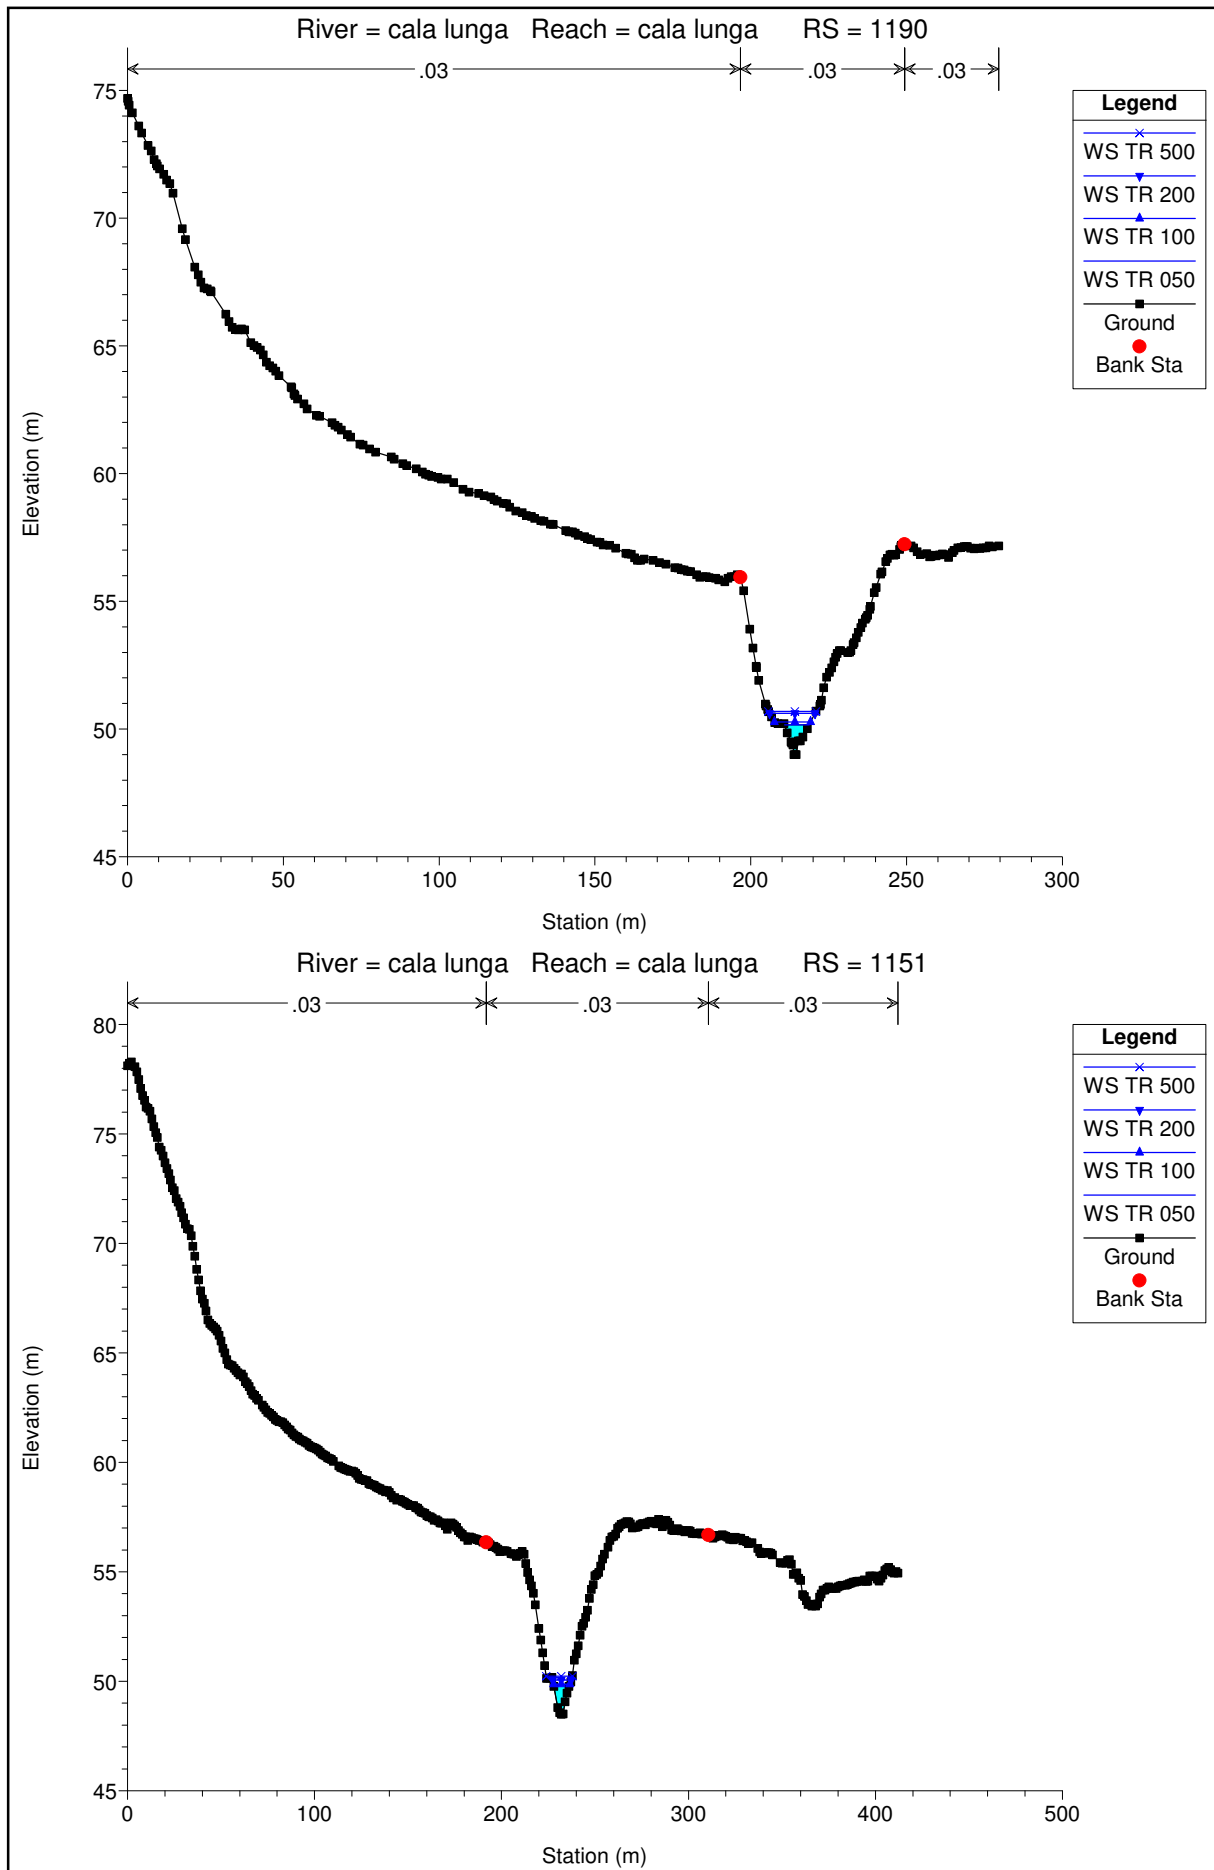 River = cala lunga   Reach = cala lunga      RS = 1190
.03 .03 .03
75
70
65
60
55
50
45
Elevation (m)
0 50 100 150 200 250 300
Station (m)
Legend
WS TR 500
WS TR 200
WS TR 100
WS TR 050
Ground
Bank Sta
River = cala lunga   Reach = cala lunga      RS = 1151
.03 .03 .03
80
75
70
65
60
55
50
45
Elevation (m)
0 100 200 300 400 500
Station (m)
Legend
WS TR 500
WS TR 200
WS TR 100
WS TR 050
Ground
Bank Sta